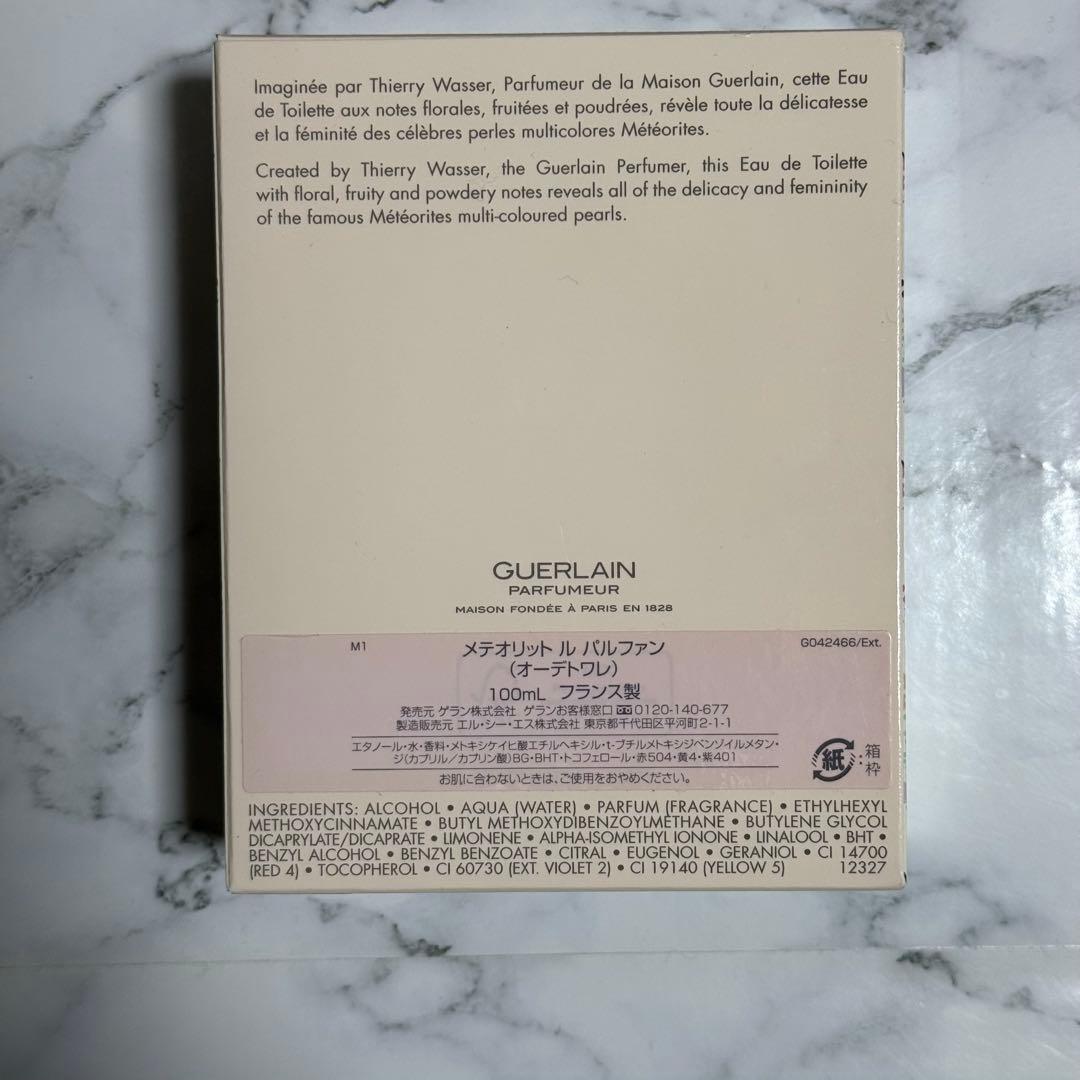 Imaginée par Thierry Wasser, Parfumeur de la Maison Guerlain, cette Eau
de Toilette aux notes florales, fruitées et poudrées, révèle toute la délicatesse
et la féminité des célèbres perles multicolores Météorites.
Created by Thierry Wasser, the Guerlain Perfumer, this Eau de Toilette
with floral, fruity and powdery notes reveals all of the delicacy and femininity
of the famous Météorites multi-coloured pearls.
GUERLAIN
PARFUMEUR
MAISON FONDÉE À PARIS EN 1828
M1
メテオリット ル パルファン
G042466/Ext.
（オーデトワレ）
100mL フランス製
発売元 ゲラン株式会社 ゲランお客様窓口 0120-140-677
製造販売元 エル・シー・エス株式会社 東京都千代田区平河町2-1-1
エタノール・水・香料・メトキシケイヒ酸エチルヘキシル・t-ブチルメトキシジベンゾイルメタン・
ジ(カプリル/カプリン酸)BG・BHT・トコフェロール・赤504・黄4・紫401
お肌に合わないときは、ご使用をおやめください。
紙:箱
枠
INGREDIENTS: ALCOHOL • AQUA (WATER) • PARFUM (FRAGRANCE) • ETHYLHEXYL
METHOXYCINNAMATE • BUTYL METHOXYDIBENZOYLMETHANE • BUTYLENE GLYCOL
DICAPRYLATE/DICAPRATE • LIMONENE • ALPHA-ISOMETHYL IONONE • LINALOOL • BHT •
BENZYL ALCOHOL • BENZYL BENZOATE • CITRAL • EUGENOL • GERANIOL • CI 14700
(RED 4) • TOCOPHEROL • CI 60730 (EXT. VIOLET 2) • CI 19140 (YELLOW 5) 12327